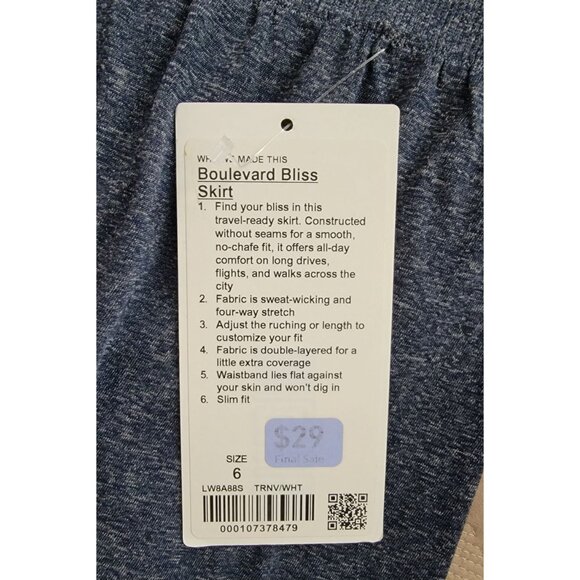 MADE THIS
Boulevard Bliss
Skirt
1. Find your bliss in this
travel-ready skirt. Constructed
without seams for a smooth,
no-chafe fit, it offers all-day
comfort on long drives,
flights, and walks across the
city
2. Fabric is sweat-wicking and
four-way stretch
3. Adjust the ruching or length to
customize your fit
4. Fabric is double-layered for a
little extra coverage
5. Waistband lies flat against
your skin and won't dig in
6. Slim fit
$29
Final Sale
SIZE
6
LW8A88S TRNV/WHT
000107378479